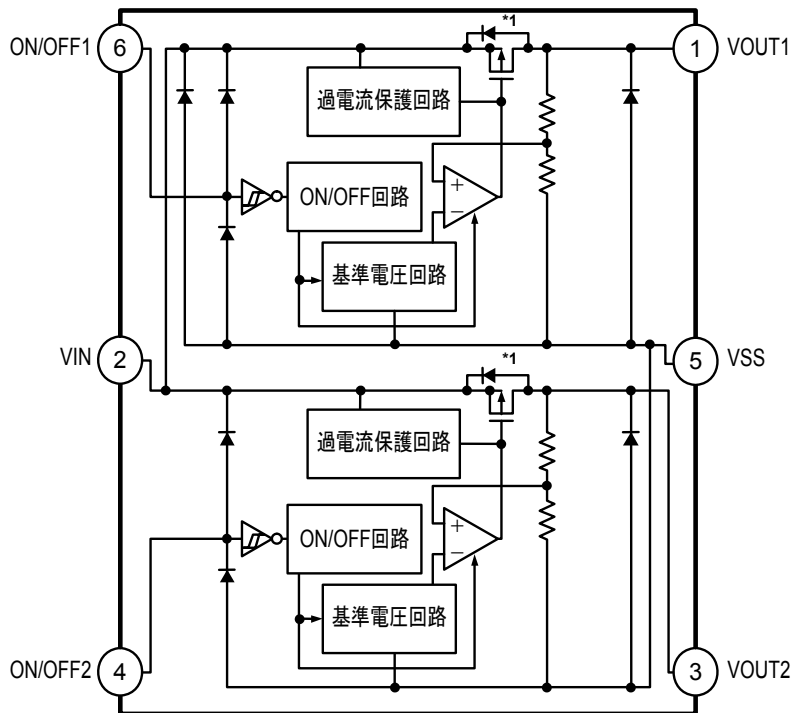 ON/OFF1 6
*1
1 VOUT1
過電流保護回路
+
−
ON/OFF回路
基準電圧回路
VIN 2
5 VSS
*1
過電流保護回路
+
−
ON/OFF回路
基準電圧回路
ON/OFF2 4
3 VOUT2